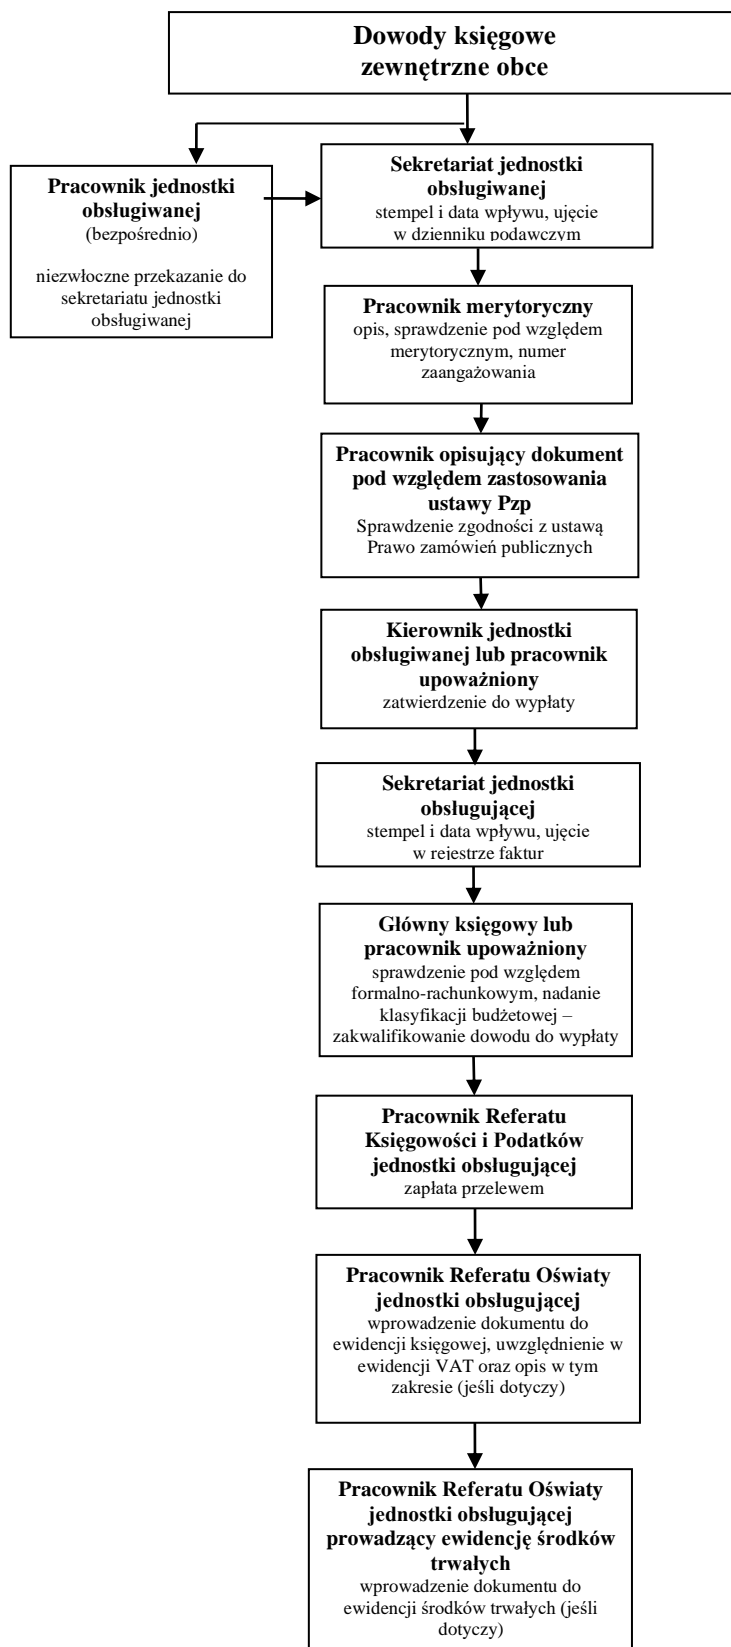 Dowody księgowe
zewnętrzne obce
Pracownik jednostki
obsługiwanej
(bezpośrednio)
niezwłoczne przekazanie do
sekretariatu jednostki
obsługiwanej
Sekretariat jednostki
obsługiwanej
stempel i data wpływu, ujęcie
w dzienniku podawczym
Pracownik merytoryczny
opis, sprawdzenie pod względem
merytorycznym, numer
zaangażowania
Pracownik opisujący dokument
pod względem zastosowania
ustawy Pzp
Sprawdzenie zgodności z ustawą
Prawo zamówień publicznych
Kierownik jednostki
obsługiwanej lub pracownik
upoważniony
zatwierdzenie do wypłaty
Sekretariat jednostki
obsługującej
stempel i data wpływu, ujęcie
w rejestrze faktur
Główny księgowy lub
pracownik upoważniony
sprawdzenie pod względem
formalno-rachunkowym, nadanie
klasyfikacji budżetowej –
zakwalifikowanie dowodu do wypłaty
Pracownik Referatu
Księgowości i Podatków
jednostki obsługującej
zapłata przelewem
Pracownik Referatu Oświaty
jednostki obsługującej
wprowadzenie dokumentu do
ewidencji księgowej, uwzględnienie w
ewidencji VAT oraz opis w tym
zakresie (jeśli dotyczy)
Pracownik Referatu Oświaty
jednostki obsługującej
prowadzący ewidencję środków
trwałych
wprowadzenie dokumentu do
ewidencji środków trwałych (jeśli
dotyczy)